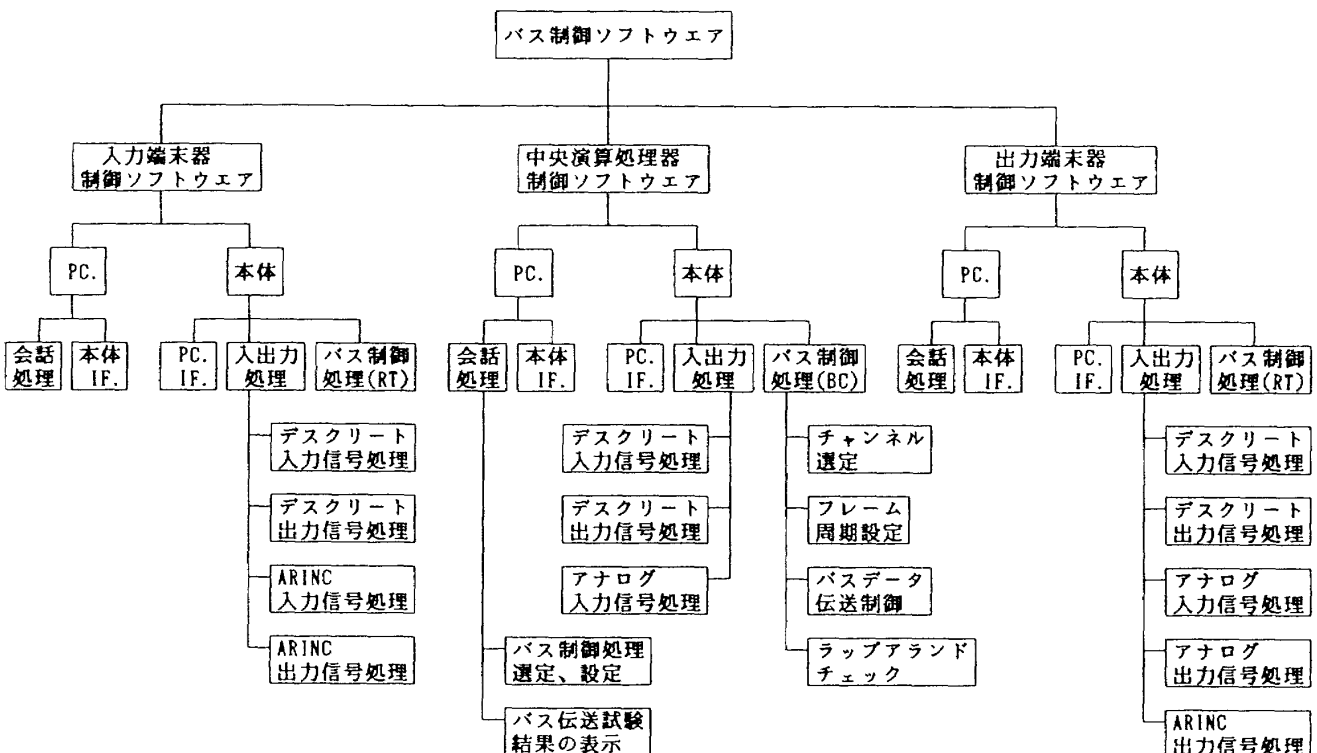 バス制御ソフトウエア
入力端末器
制御ソフトウエア
中央演算処理器
制御ソフトウエア
出力端末器
制御ソフトウエア
PC.
本体
PC.
本体
PC.
本体
会話
処理
本体
IF.
PC.
IF.
入出力
処理
バス制御
処理(RT)
会話
処理
本体
IF.
PC.
IF.
入出力
処理
バス制御
処理(BC)
会話
処理
本体
IF.
PC.
IF.
入出力
処理
バス制御
処理(RT)
デスクリート
入力信号処理
デスクリート
出力信号処理
ARINC
入力信号処理
ARINC
出力信号処理
バス制御処理
選定、設定
バス伝送試験
結果の表示
デスクリート
入力信号処理
デスクリート
出力信号処理
アナログ
入力信号処理
チャンネル
選定
フレーム
周期設定
バスデータ
伝送制御
ラップアランド
チェック
デスクリート
入力信号処理
デスクリート
出力信号処理
アナログ
入力信号処理
アナログ
出力信号処理
ARINC
出力信号処理